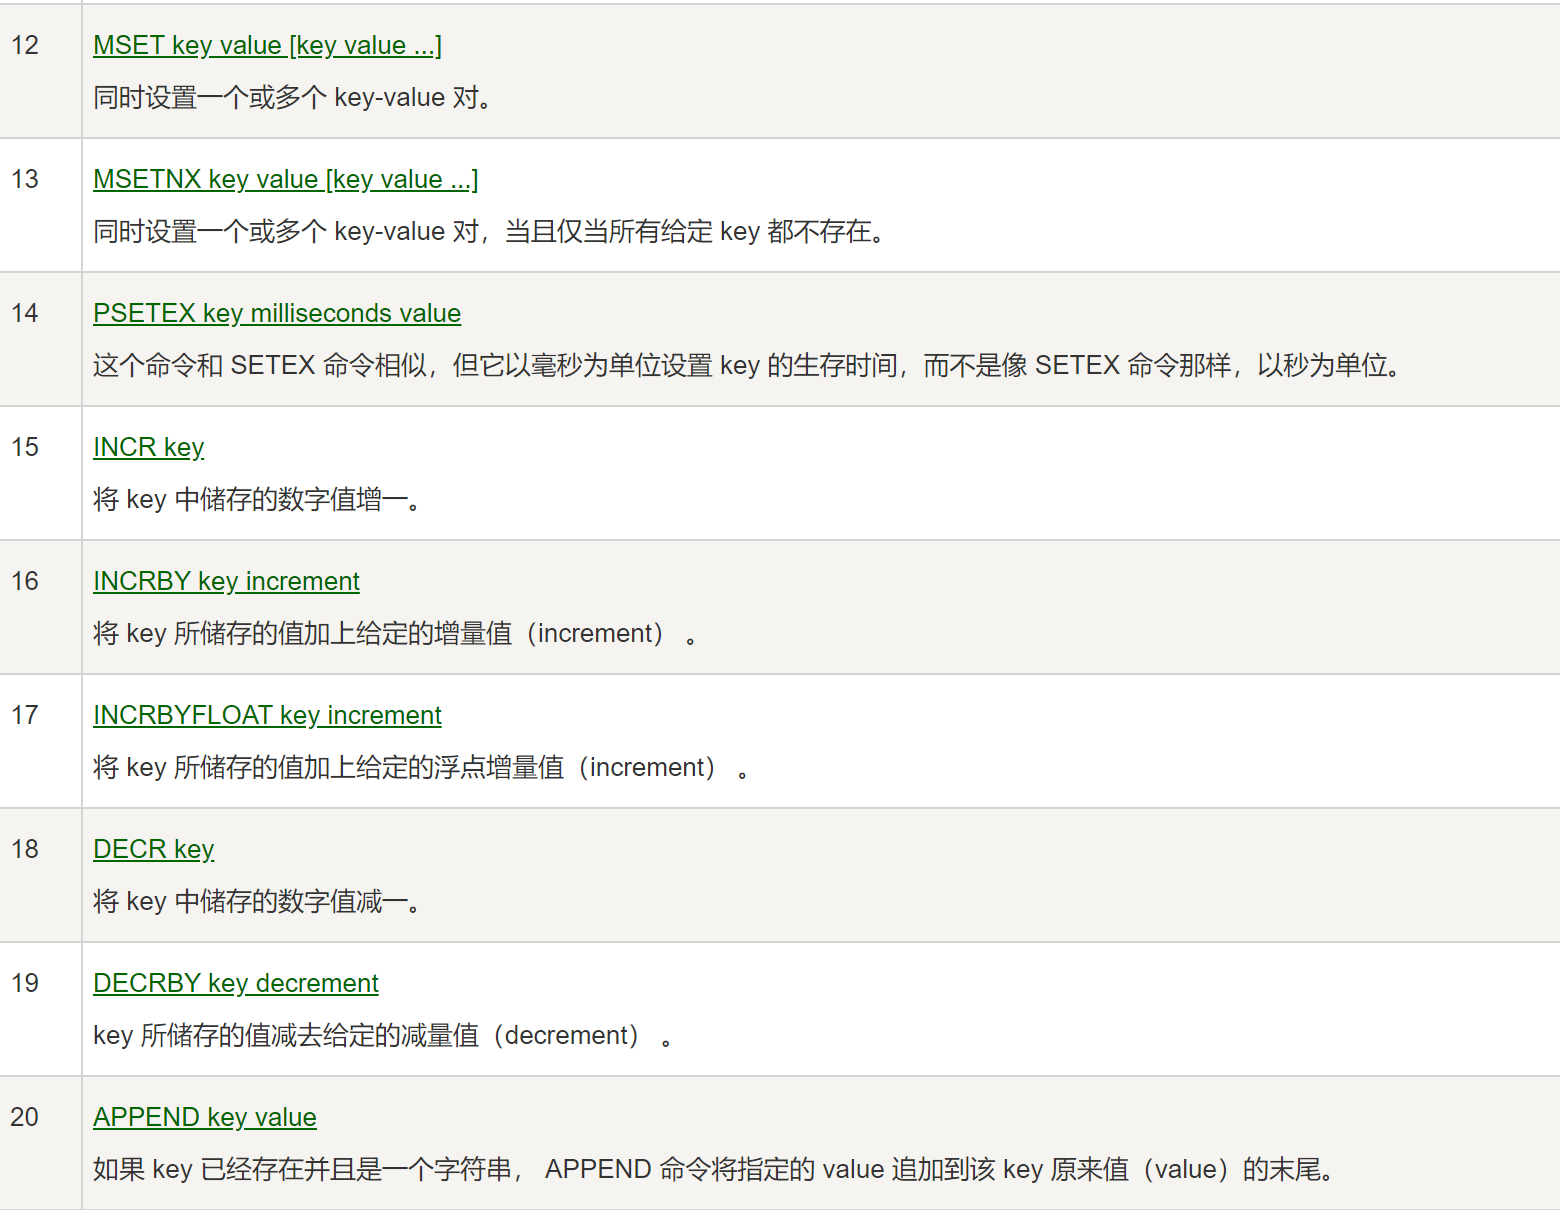 12
MSET key value [key value ...]
同时设置一个或多个 key-value 对。
13
MSETNX key value [key value ...]
同时设置一个或多个 key-value 对，当且仅当所有给定 key 都不存在。
14
PSETEX key milliseconds value
这个命令和 SETEX 命令相似，但它以毫秒为单位设置 key 的生存时间，而不是像 SETEX 命令那样，以秒为单位。
15
INCR key
将 key 中储存的数字值增一。
16
INCRBY key increment
将 key 所储存的值加上给定的增量值（increment） 。
17
INCRBYFLOAT key increment
将 key 所储存的值加上给定的浮点增量值（increment） 。
18
DECR key
将 key 中储存的数字值减一。
19
DECRBY key decrement
key 所储存的值减去给定的减量值（decrement） 。
20
APPEND key value
如果 key 已经存在并且是一个字符串， APPEND 命令将指定的 value 追加到该 key 原来值（value）的末尾。